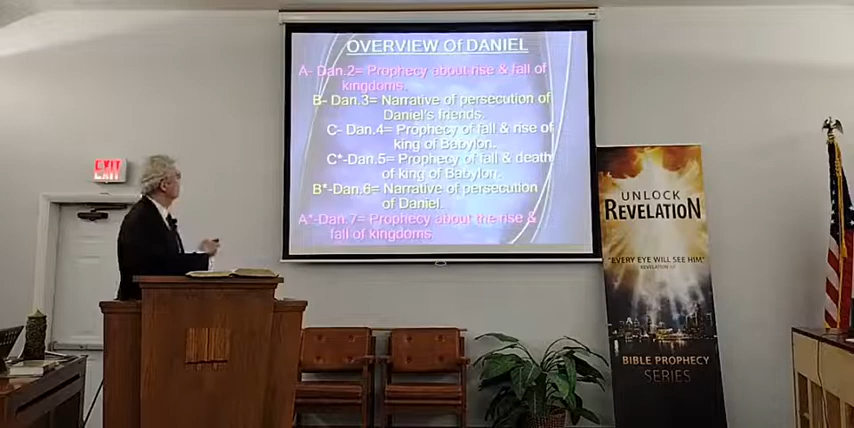 OVERVIEW Of DANIEL
A- Dan.2= Prophecy about rise & fall of
kingdoms.
B- Dan.3= Narrative of persecution of
Daniel's friends.
C- Dan.4= Prophecy of fall & rise of
king of Babylon.
C*-Dan.5= Prophecy of fall & death
of king of Babylon.
B*-Dan.6= Narrative of persecution
of Daniel.
A*-Dan.7= Prophecy about the rise &
fall of kingdoms.
EXIT
UNLOCK
REVELATION
"EVERY EYE WILL SEE HIM"
BIBLE PROPHECY
SERIES